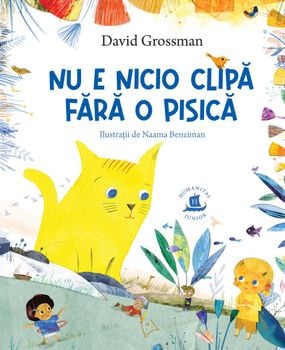 David Grossman
NU E NICIO CLIPĂ
FĂRĂ O PISICĂ
Ilustrații de Naama Benziman
HUMANITAS
H
JUNIOR